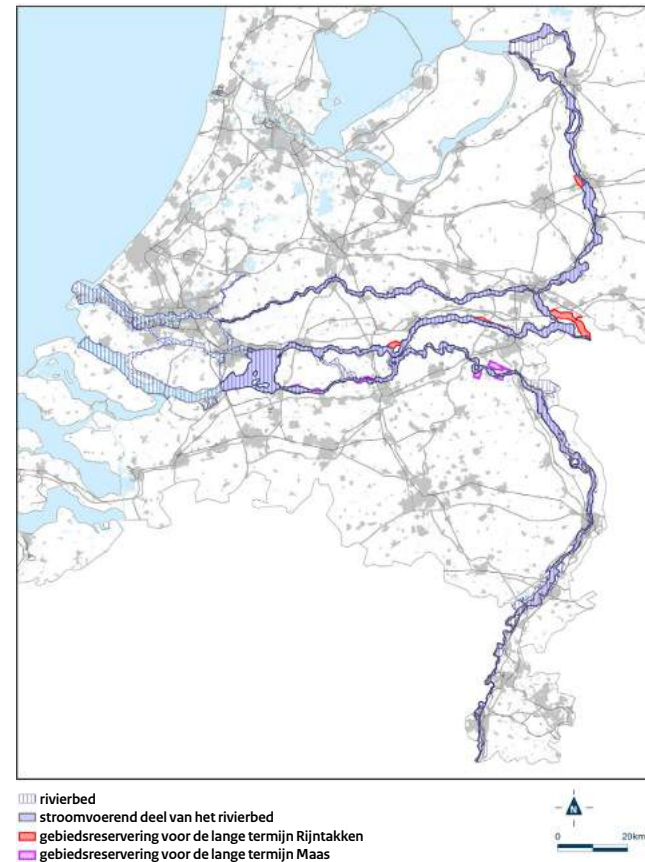 rivierbed
stroomvoerend deel van het rivierbed
gebiedsreservering voor de lange termijn Rijntakken
gebiedsreservering voor de lange termijn Maas
N
0 29km